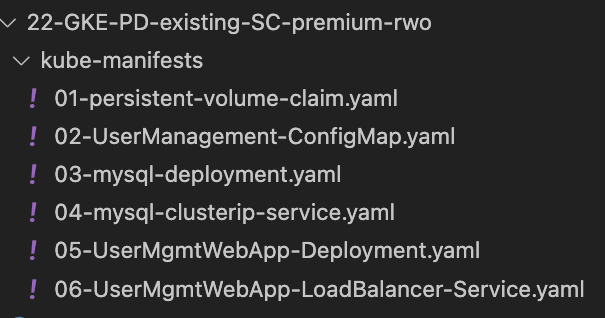 22-GKE-PD-existing-SC-premium-rwo
kube-manifests
! 01-persistent-volume-claim.yaml
! 02-UserManagement-ConfigMap.yaml
! 03-mysql-deployment.yaml
! 04-mysql-clusterip-service.yaml
! 05-UserMgmtWebApp-Deployment.yaml
! 06-UserMgmtWebApp-LoadBalancer-Service.yaml